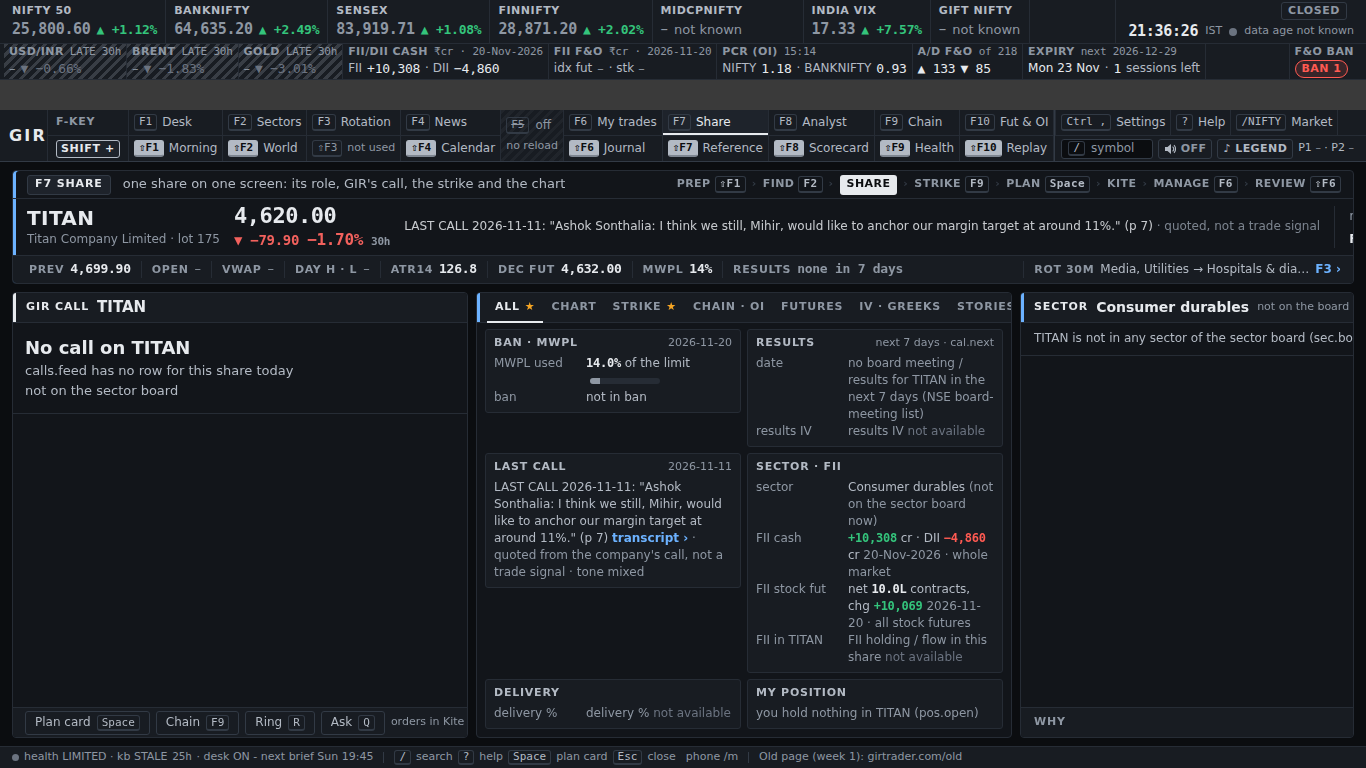 NIFTY 50 BANKNIFTY SENSEX FINNIFTY MIDCPNIFTY INDIA VIX GIFT NIFTY CLOSED
25,800.60 ▲ +1.12% 64,635.20 ▲ +2.49% 83,919.71 ▲ +1.08% 28,871.20 ▲ +2.02% – not known 17.33 ▲ +7.57% – not known 21:36:26 IST data age not known
USD/INR LATE 30h BRENT LATE 30h GOLD LATE 30h FII/DII CASH ₹cr · 20-Nov-2026 FII F&O ₹cr · 2026-11-20 PCR (OI) 15:14 A/D F&O of 218 EXPIRY next 2026-12-29 F&O BAN
– ▼ −0.66% – ▼ −1.83% – ▼ −3.01% FII +10,308 · DII −4,860 idx fut – · stk – NIFTY 1.18 · BANKNIFTY 0.93 ▲ 133 ▼ 85 Mon 23 Nov · 1 sessions left BAN 1
GIR F-KEY F1 Desk F2 Sectors F3 Rotation F4 News F5 off F6 My trades F7 Share F8 Analyst F9 Chain F10 Fut & OI Ctrl , Settings ? Help /NIFTY Market
SHIFT + ⇧F1 Morning ⇧F2 World ⇧F3 not used ⇧F4 Calendar no reload ⇧F6 Journal ⇧F7 Reference ⇧F8 Scorecard ⇧F9 Health ⇧F10 Replay / symbol OFF ♪ LEGEND P1 – · P2 –
F7 SHARE one share on one screen: its role, GIR's call, the strike and the chart PREP ⇧F1 › FIND F2 › SHARE › STRIKE F9 › PLAN Space › KITE › MANAGE F6 › REVIEW ⇧F6
TITAN 4,620.00
Titan Company Limited · lot 175 ▼ −79.90 −1.70% 30h
LAST CALL 2026-11-11: "Ashok Sonthalia: I think we still, Mihir, would like to anchor our margin target at around 11%." (p 7) · quoted, not a trade signal
PREV 4,699.90 OPEN – VWAP – DAY H · L – ATR14 126.8 DEC FUT 4,632.00 MWPL 14% RESULTS none in 7 days ROT 30M Media, Utilities → Hospitals & dia… F3 ›
GIR CALL TITAN
No call on TITAN
calls.feed has no row for this share today
not on the sector board
Plan card Space Chain F9 Ring R Ask Q orders in Kite
ALL ★ CHART STRIKE ★ CHAIN · OI FUTURES IV · GREEKS STORIES
BAN · MWPL 2026-11-20
MWPL used 14.0% of the limit
ban not in ban
RESULTS next 7 days · cal.next
date no board meeting /
results for TITAN in the
next 7 days (NSE board-
meeting list)
results IV results IV not available
LAST CALL 2026-11-11
LAST CALL 2026-11-11: "Ashok
Sonthalia: I think we still, Mihir, would
like to anchor our margin target at
around 11%." (p 7) transcript › ·
quoted from the company's call, not a
trade signal · tone mixed
SECTOR · FII
sector Consumer durables (not
on the sector board
now)
FII cash +10,308 cr · DII −4,860
cr 20-Nov-2026 · whole
market
FII stock fut net 10.0L contracts,
chg +10,069 2026-11-
20 · all stock futures
FII in TITAN FII holding / flow in this
share not available
DELIVERY
delivery % delivery % not available
MY POSITION
you hold nothing in TITAN (pos.open)
SECTOR Consumer durables not on the board
TITAN is not in any sector of the sector board (sec.bo
WHY
health LIMITED · kb STALE 25h · desk ON – next brief Sun 19:45 / search ? help Space plan card Esc close phone /m Old page (week 1): girtrader.com/old